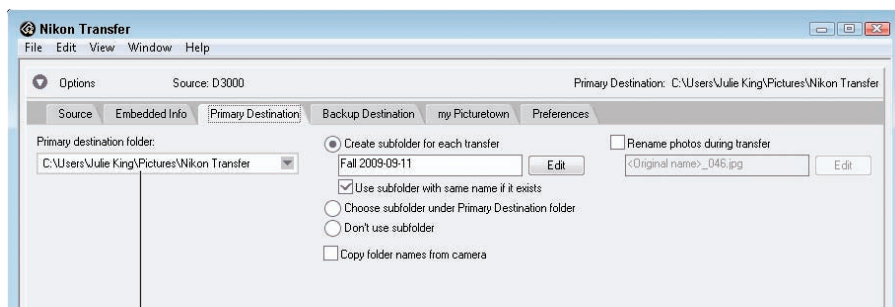 Nikon Transfer
File Edit View Window Help
Options Source: D3000 Primary Destination: C:\Users\Julie King\Pictures\Nikon Transfer
Source Embedded Info Primary Destination Backup Destination my Picturetown Preferences
Primary destination folder:
C:\Users\Julie King\Pictures\Nikon Transfer
Create subfolder for each transfer
Fall 2009-09-11 Edit
Use subfolder with same name if it exists
Choose subfolder under Primary Destination folder
Don't use subfolder
Copy folder names from camera
Rename photos during transfer
<Original name>_046.jpg Edit